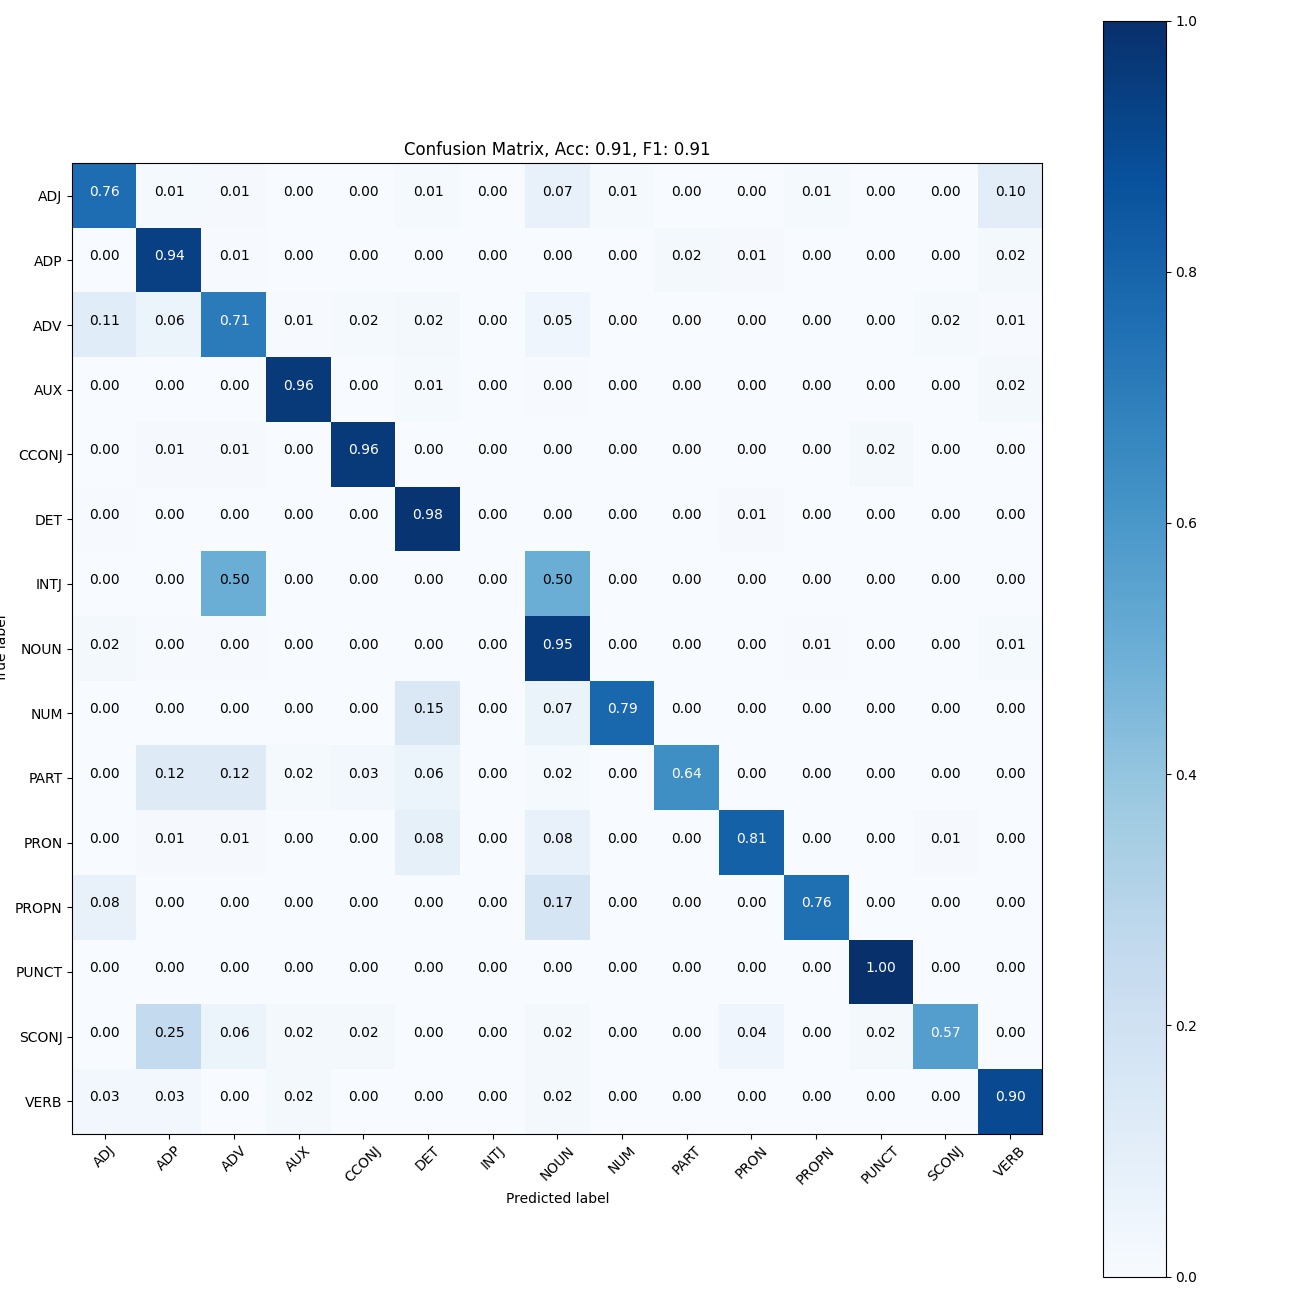 Confusion Matrix, Acc: 0.91, F1: 0.91
ADJ 0.76 0.01 0.01 0.00 0.00 0.01 0.00 0.07 0.01 0.00 0.00 0.01 0.00 0.00 0.10
ADP 0.00 0.94 0.01 0.00 0.00 0.00 0.00 0.00 0.00 0.02 0.01 0.00 0.00 0.00 0.02
ADV 0.11 0.06 0.71 0.01 0.02 0.02 0.00 0.05 0.00 0.00 0.00 0.00 0.00 0.02 0.01
AUX 0.00 0.00 0.00 0.96 0.00 0.01 0.00 0.00 0.00 0.00 0.00 0.00 0.00 0.00 0.02
CCONJ 0.00 0.01 0.01 0.00 0.96 0.00 0.00 0.00 0.00 0.00 0.00 0.00 0.02 0.00 0.00
DET 0.00 0.00 0.00 0.00 0.00 0.98 0.00 0.00 0.00 0.00 0.01 0.00 0.00 0.00 0.00
INTJ 0.00 0.00 0.50 0.00 0.00 0.00 0.00 0.50 0.00 0.00 0.00 0.00 0.00 0.00 0.00
NOUN 0.02 0.00 0.00 0.00 0.00 0.00 0.00 0.95 0.00 0.00 0.00 0.01 0.00 0.00 0.01
NUM 0.00 0.00 0.00 0.00 0.00 0.15 0.00 0.07 0.79 0.00 0.00 0.00 0.00 0.00 0.00
PART 0.00 0.12 0.12 0.02 0.03 0.06 0.00 0.02 0.00 0.64 0.00 0.00 0.00 0.00 0.00
PRON 0.00 0.01 0.01 0.00 0.00 0.08 0.00 0.08 0.00 0.00 0.81 0.00 0.00 0.01 0.00
PROPN 0.08 0.00 0.00 0.00 0.00 0.00 0.00 0.17 0.00 0.00 0.00 0.76 0.00 0.00 0.00
PUNCT 0.00 0.00 0.00 0.00 0.00 0.00 0.00 0.00 0.00 0.00 0.00 0.00 1.00 0.00 0.00
SCONJ 0.00 0.25 0.06 0.02 0.02 0.00 0.00 0.02 0.00 0.00 0.04 0.00 0.02 0.57 0.00
VERB 0.03 0.03 0.00 0.02 0.00 0.00 0.00 0.02 0.00 0.00 0.00 0.00 0.00 0.00 0.90
ADJ ADP ADV AUX CCONJ DET INTJ NOUN NUM PART PRON PROPN PUNCT SCONJ VERB
Predicted label
1.0
0.8
0.6
0.4
0.2
0.0